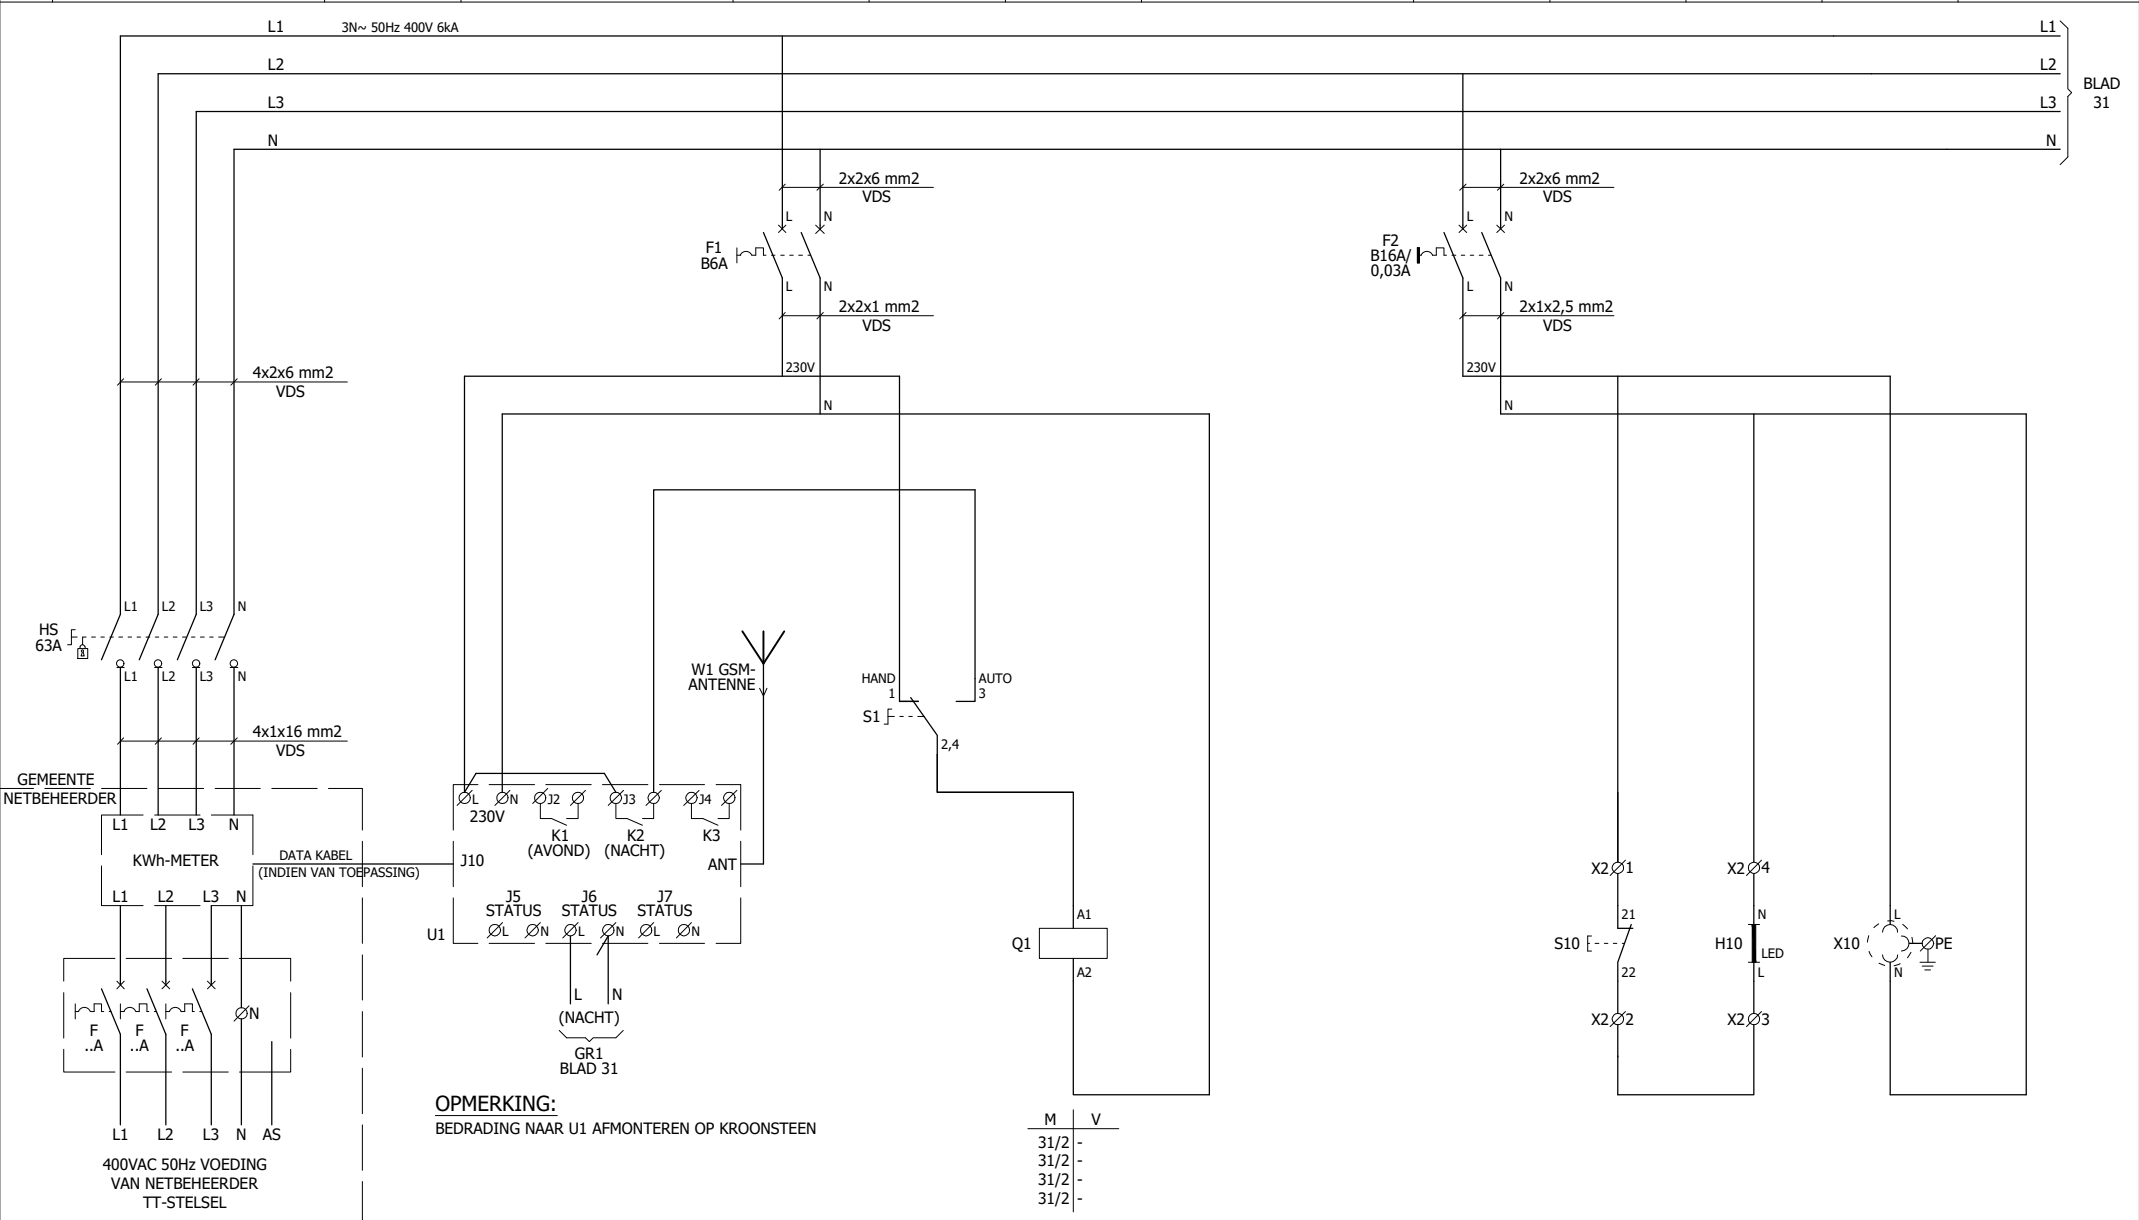 L1 3N~ 50Hz 400V 6kA L1
L2 L2
L3 L3
N N
BLAD
31
2x2x6 mm2
VDS
L N
F1
B6A
L N
2x2x1 mm2
VDS
230V
N
2x2x6 mm2
VDS
L N
F2
B16A/
0,03A
L N
2x1x2,5 mm2
VDS
230V
N
4x2x6 mm2
VDS
L1 L2 L3 N
HS
63A
L1 L2 L3 N
4x1x16 mm2
VDS
GEMEENTE
NETBEHEERDER
L1 L2 L3 N
KWh-METER
L1 L2 L3 N
DATA KABEL
(INDIEN VAN TOEPASSING)
F F F
..A ..A ..A
N
L1 L2 L3 N AS
400VAC 50Hz VOEDING
VAN NETBEHEERDER
TT-STELSEL
W1 GSM-
ANTENNE
HAND
1
AUTO
3
S1
2,4
L N J2 J3 J4
230V
K1 K2 K3
(AVOND) (NACHT)
J10 ANT
J5 J6 J7
STATUS STATUS STATUS
L N L N L N
U1
L N
(NACHT)
GR1
BLAD 31
OPMERKING:
BEDRADING NAAR U1 AFMONTEREN OP KROONSTEEN
A1
Q1
A2
M V
31/2 -
31/2 -
31/2 -
31/2 -
X2 1
21
S10
22
X2 2
X2 4
N
H10 LED
L
X2 3
L
X10 PE
N